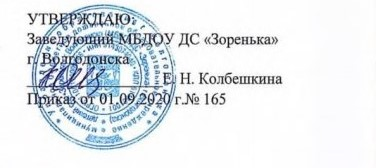 УТВЕРЖДАЮ:
Заведующий МБДОУ ДС «Зоренька»
г. Волгодонска
Е. Н. Колбешкина
Приказ от 01.09.2020 г.№ 165